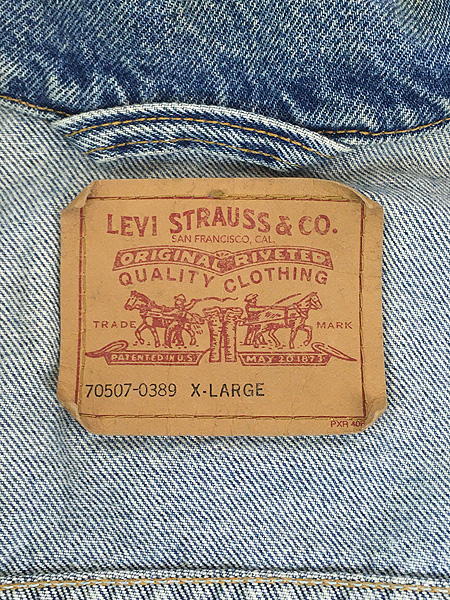 LEVI STRAUSS & CO.
SAN FRANCISCO, CAL.
ORIGINAL RIVETED
QUALITY CLOTHING
TRADE MARK
PATENTED IN U.S. MAY 20 1873
70507-0389 X-LARGE
PXR